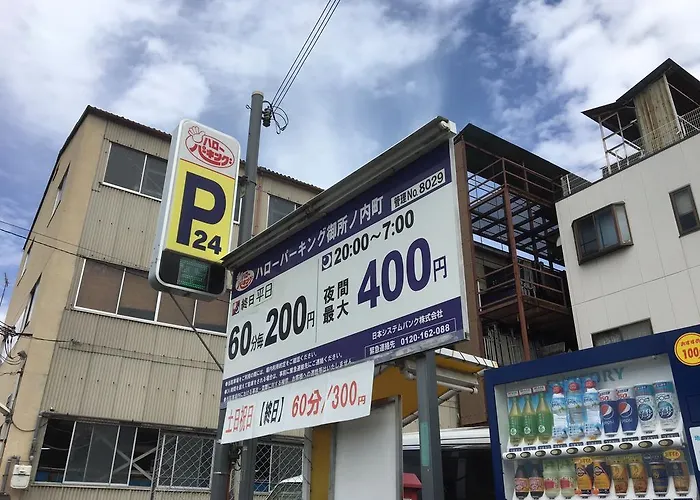 ハロー
パーキング
P
24
ハローパーキング御所ノ内町
管理No.8029
終日 平日
60分毎200円
20:00〜7:00
夜間最大400円
日本システムバンク株式会社
緊急連絡先 0120-162-088
土日祝日【終日】60分/300円
100
pepsi